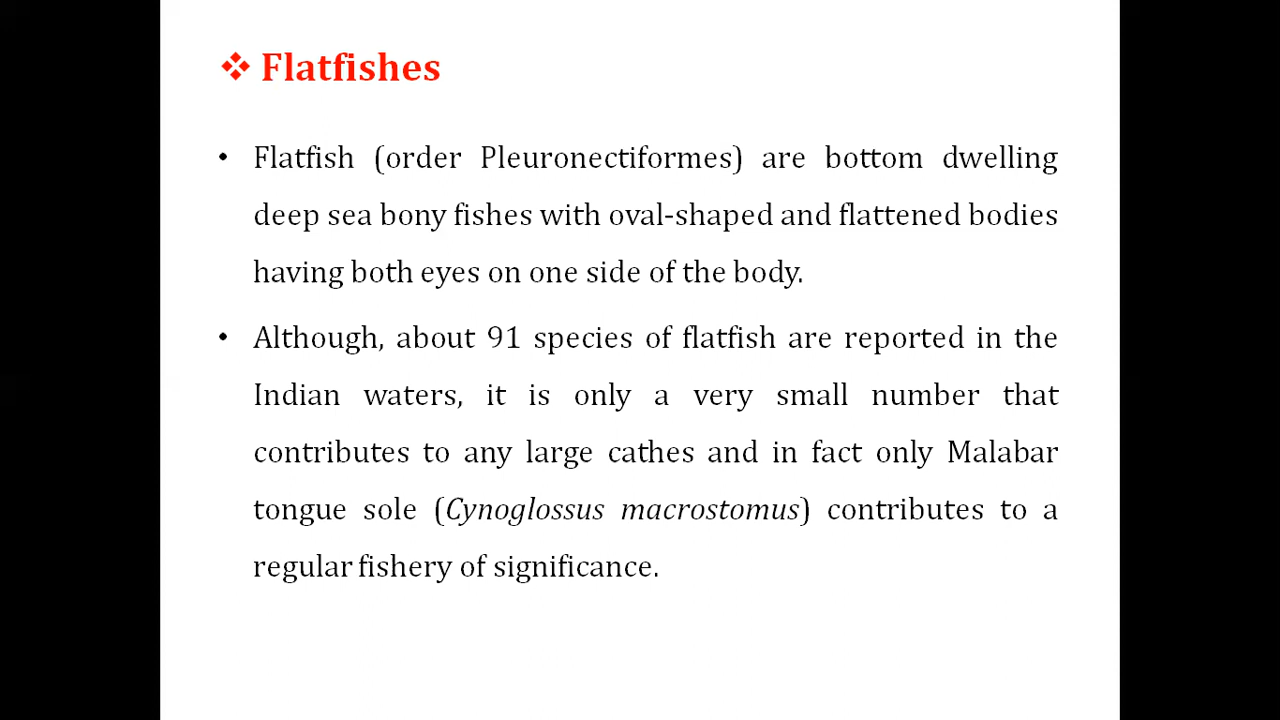 ❖ Flatfishes
• Flatfish (order Pleuronectiformes) are bottom dwelling
deep sea bony fishes with oval-shaped and flattened bodies
having both eyes on one side of the body.
• Although, about 91 species of flatfish are reported in the
Indian waters, it is only a very small number that
contributes to any large cathes and in fact only Malabar
tongue sole (Cynoglossus macrostomus) contributes to a
regular fishery of significance.